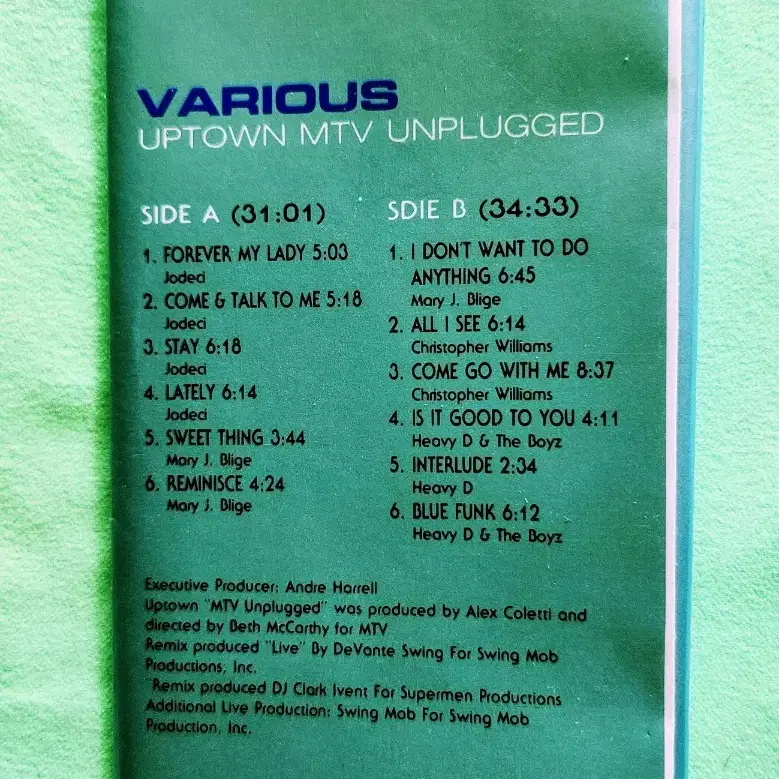 VARIOUS
UPTOWN MTV UNPLUGGED
SIDE A (31:01)
1. FOREVER MY LADY 5:03
Jodeci
2. COME & TALK TO ME 5:18
Jodeci
3. STAY 6:18
Jodeci
4. LATELY 6:14
Jodeci
5. SWEET THING 3:44
Mary J. Blige
6. REMINISCE 4:24
Mary J. Blige
SDIE B (34:33)
1. I DON'T WANT TO DO
ANYTHING 6:45
Mary J. Blige
2. ALL I SEE 6:14
Christopher Williams
3. COME GO WITH ME 8:37
Christopher Williams
4. IS IT GOOD TO YOU 4:11
Heavy D & The Boyz
5. INTERLUDE 2:34
Heavy D
6. BLUE FUNK 6:12
Heavy D & The Boyz
Executive Producer: Andre Harrell
Uptown "MTV Unplugged" was produced by Alex Coletti and
directed by Beth McCarthy for MTV
Remix produced "Live" By DeVante Swing For Swing Mob
Productions, Inc.
"Remix produced DJ Clark Ivent For Supermen Productions
Additional Live Production: Swing Mob For Swing Mob
Production, Inc.